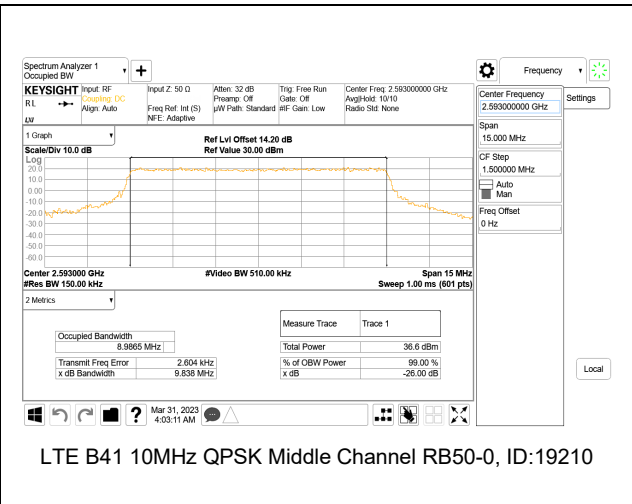 Spectrum Analyzer 1
Occupied BW
Frequency
KEYSIGHT
RL
Input: RF
Coupling: DC
Align: Auto
Input Z: 50 Ω
Freq Ref: Int (S)
NFE: Adaptive
Atten: 32 dB
Preamp: Off
µW Path: Standard
Trig: Free Run
Gate: Off
#IF Gain: Low
Center Freq: 2.593000000 GHz
Avg|Hold: 10/10
Radio Std: None
Center Frequency
2.593000000 GHz
Settings
Span
15.000 MHz
CF Step
1.500000 MHz
Auto
Man
Freq Offset
0 Hz
Local
1 Graph
Scale/Div 10.0 dB
Ref Lvl Offset 14.20 dB
Ref Value 30.00 dBm
Log
20.0
10.0
0.00
-10.0
-20.0
-30.0
-40.0
-50.0
-60.0
Center 2.593000 GHz
#Video BW 510.00 kHz
Span 15 MHz
#Res BW 150.00 kHz
Sweep 1.00 ms (601 pts)
2 Metrics
Measure Trace Trace 1
Occupied Bandwidth
8.9865 MHz
Total Power 36.6 dBm
Transmit Freq Error 2.604 kHz
% of OBW Power 99.00 %
x dB Bandwidth 9.838 MHz
x dB -26.00 dB
Mar 31, 2023
4:03:11 AM
LTE B41 10MHz QPSK Middle Channel RB50-0, ID:19210